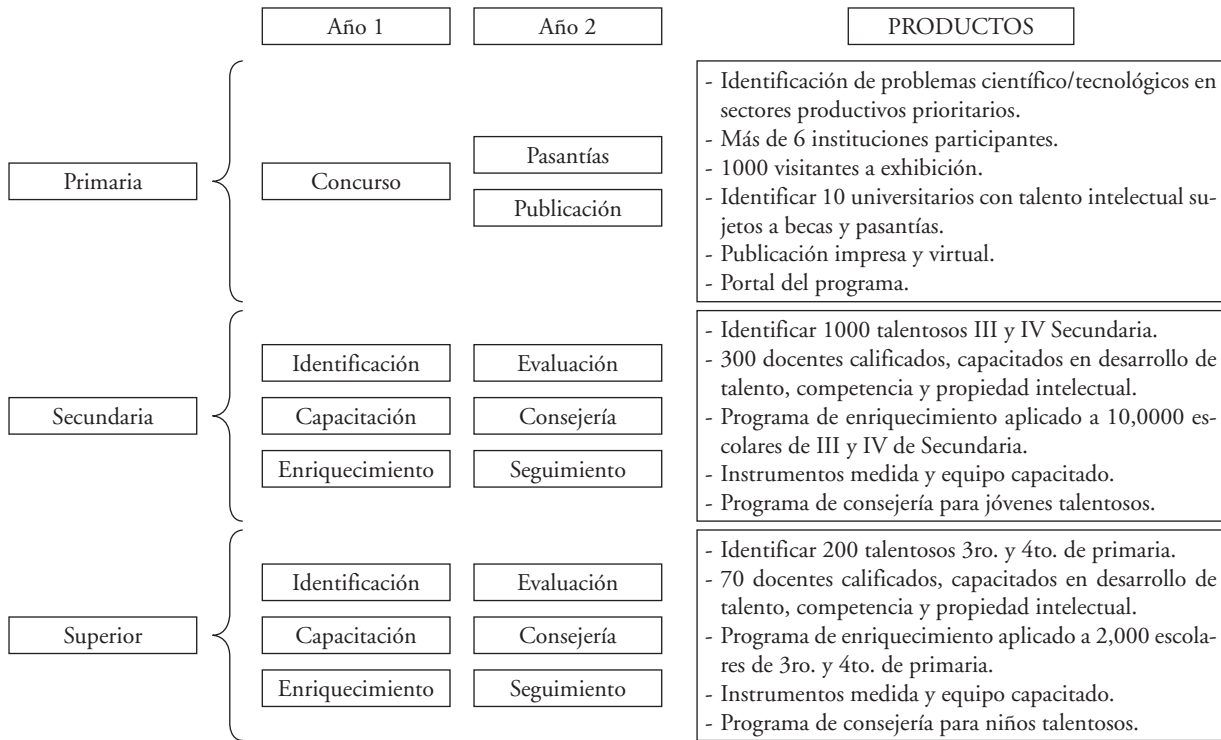 Año 1
Año 2
PRODUCTOS
Primaria
Concurso
Pasantías
Publicación
- Identificación de problemas científico/tecnológicos en
sectores productivos prioritarios.
- Más de 6 instituciones participantes.
- 1000 visitantes a exhibición.
- Identificar 10 universitarios con talento intelectual su-
jetos a becas y pasantías.
- Publicación impresa y virtual.
- Portal del programa.
Secundaria
Identificación
Evaluación
Capacitación
Consejería
Enriquecimiento
Seguimiento
- Identificar 1000 talentosos III y IV Secundaria.
- 300 docentes calificados, capacitados en desarrollo de
talento, competencia y propiedad intelectual.
- Programa de enriquecimiento aplicado a 10,0000 es-
colares de III y IV de Secundaria.
- Instrumentos medida y equipo capacitado.
- Programa de consejería para jóvenes talentosos.
Superior
Identificación
Evaluación
Capacitación
Consejería
Enriquecimiento
Seguimiento
- Identificar 200 talentosos 3ro. y 4to. de primaria.
- 70 docentes calificados, capacitados en desarrollo de
talento, competencia y propiedad intelectual.
- Programa de enriquecimiento aplicado a 2,000 escola-
res de 3ro. y 4to. de primaria.
- Instrumentos medida y equipo capacitado.
- Programa de consejería para niños talentosos.